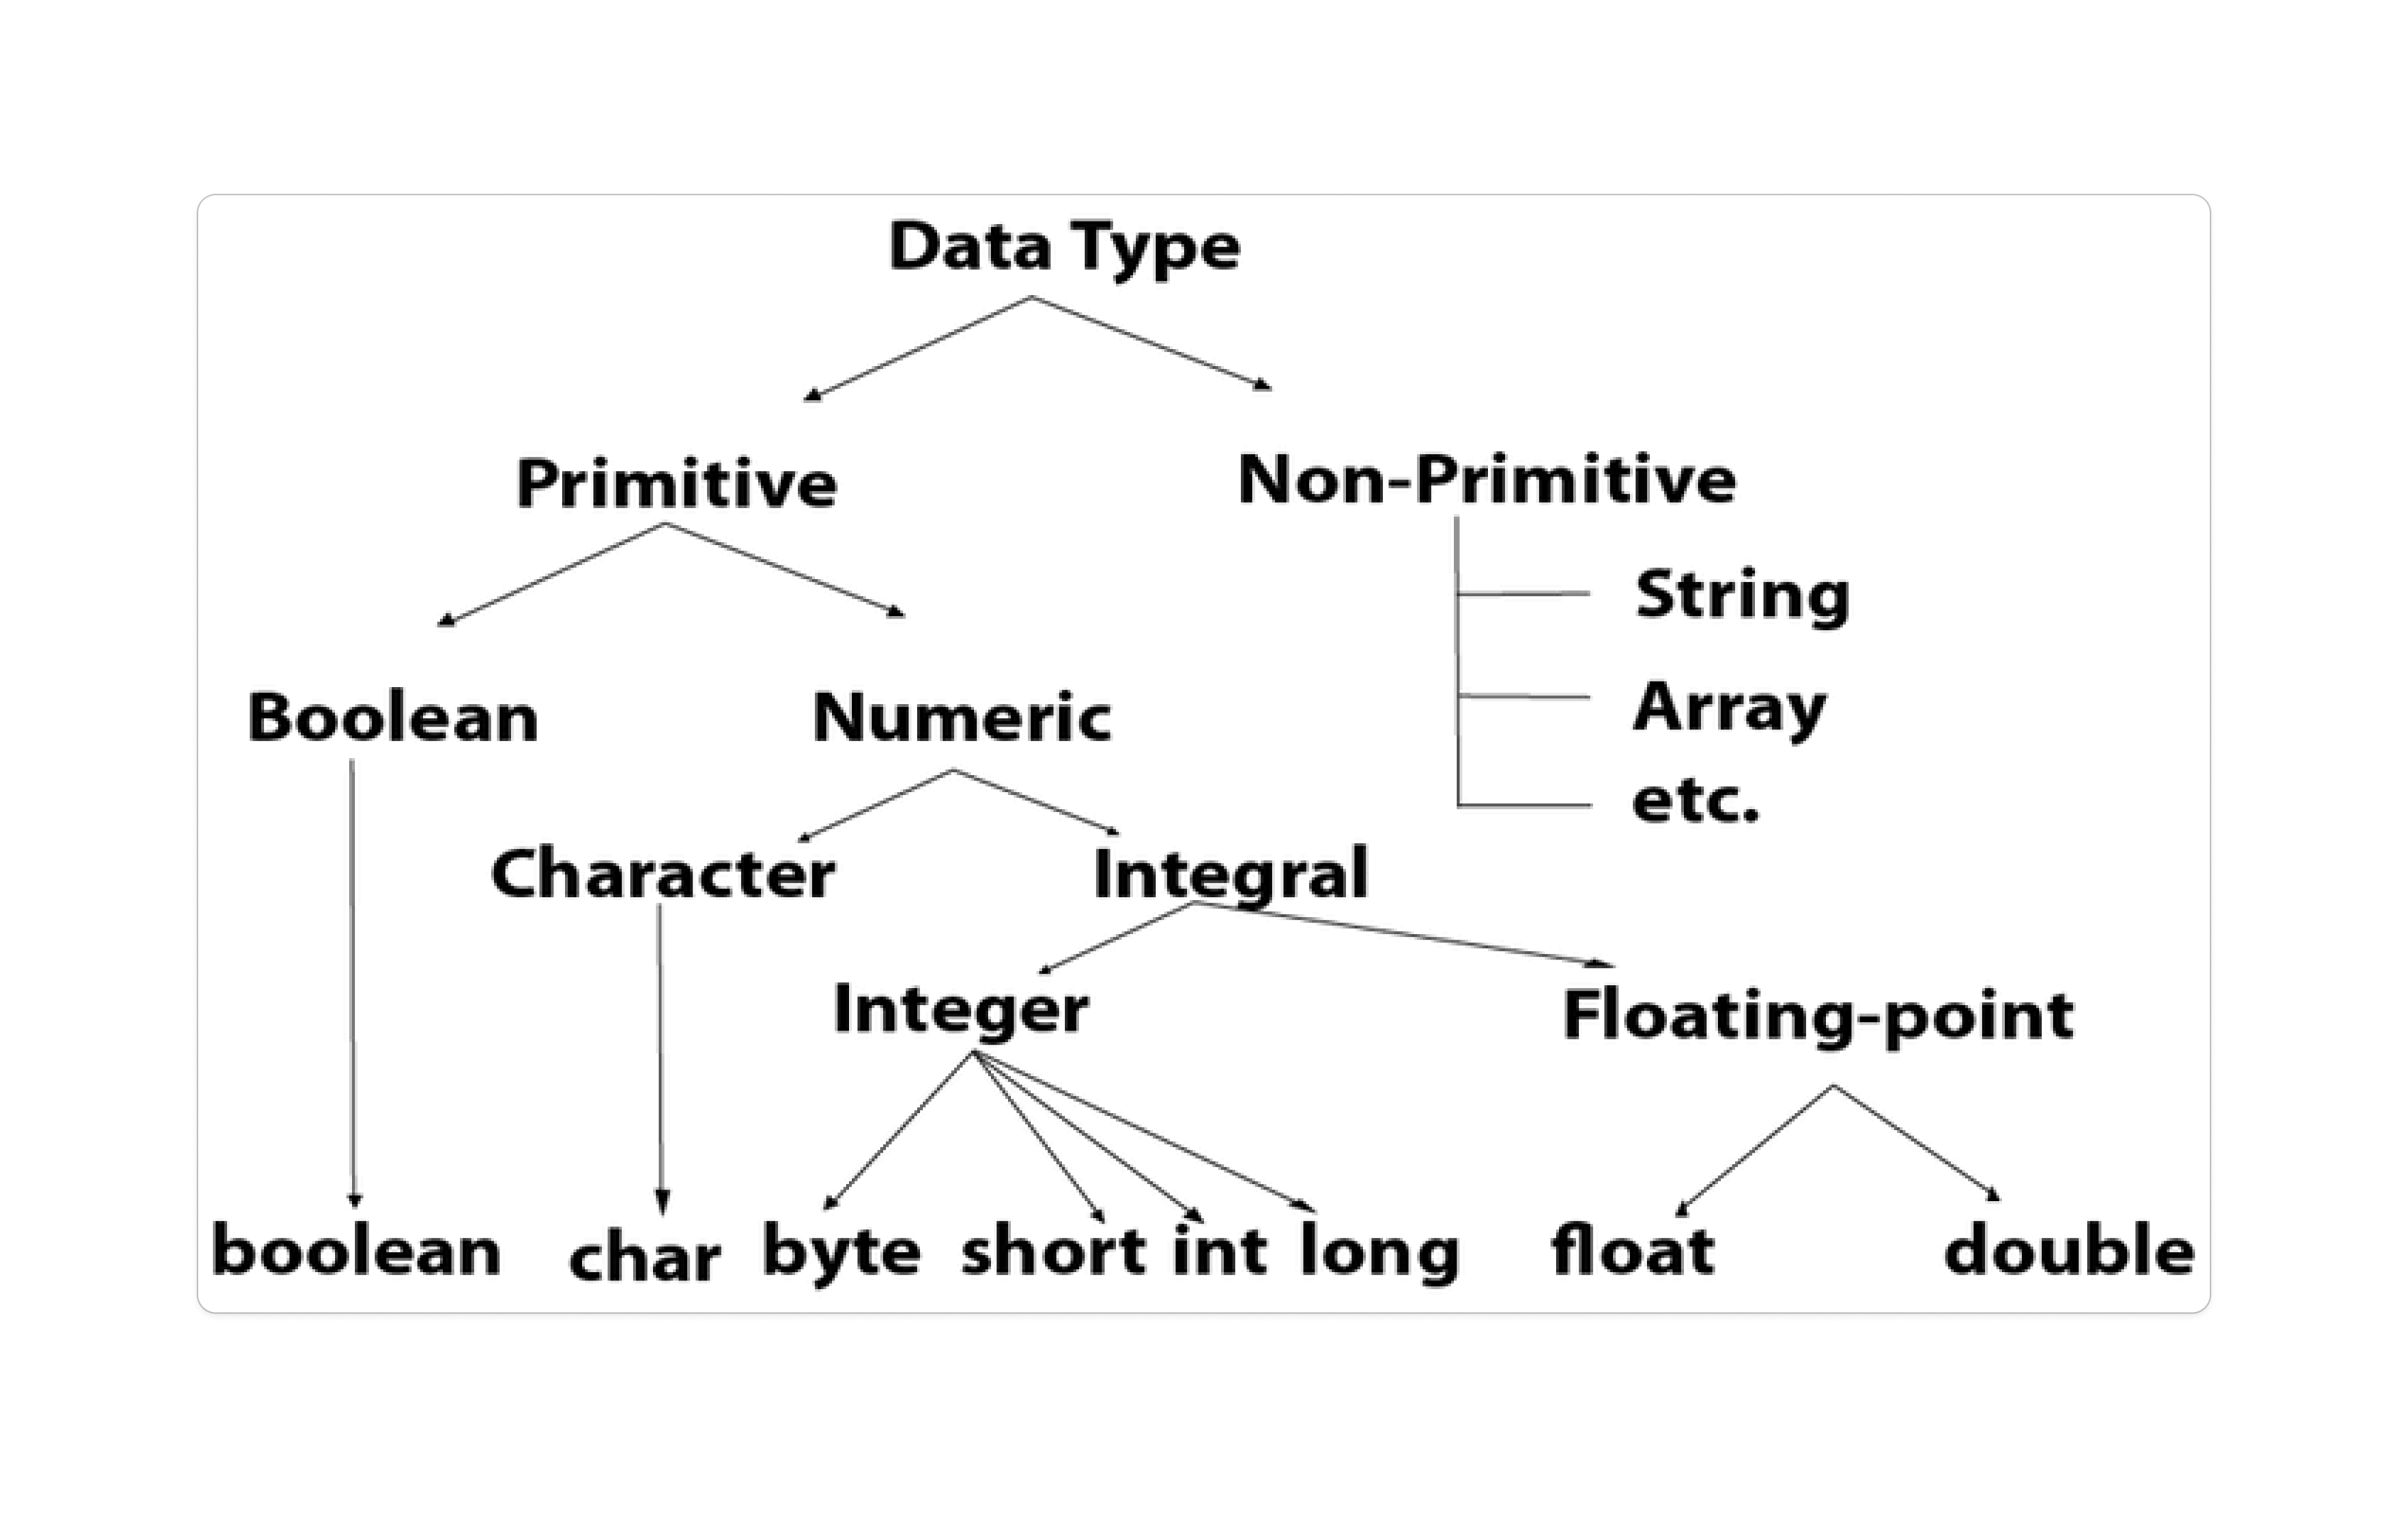 Data Type
Primitive
Non-Primitive
String
Array
etc.
Boolean
Numeric
Character
Integral
Integer
Floating-point
boolean
char
byte
short
int
long
float
double